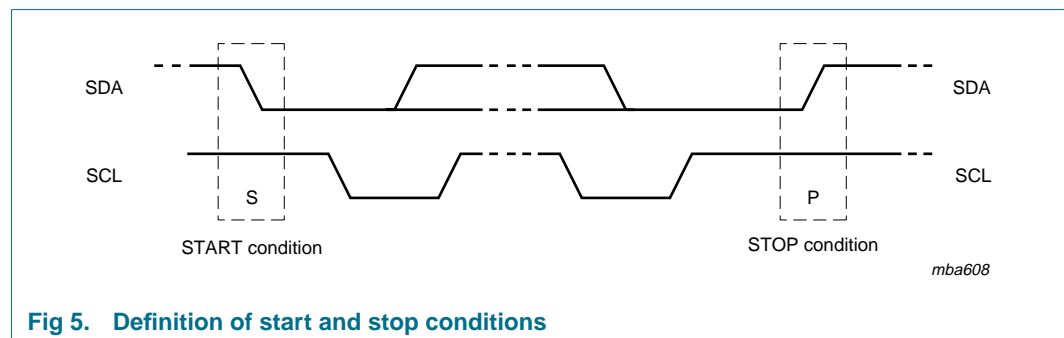 SDA
SDA
SCL
SCL
S
P
START condition
STOP condition
mba608
Fig 5. Definition of start and stop conditions